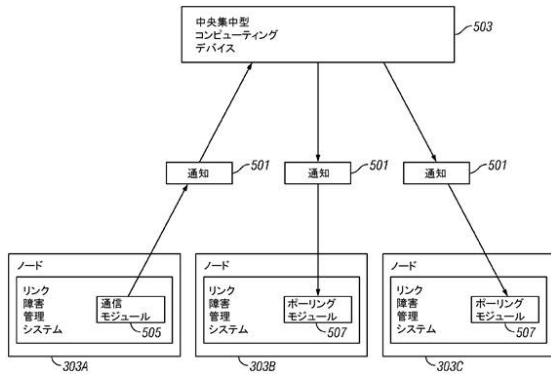 中央集中型
コンピューティング
デバイス
503
通知
501
通知
501
通知
501
ノード
リンク
障害
管理
システム
通信
モジュール
505
303A
ノード
リンク
障害
管理
システム
ポーリング
モジュール
507
303B
ノード
リンク
障害
管理
システム
ポーリング
モジュール
507
303C